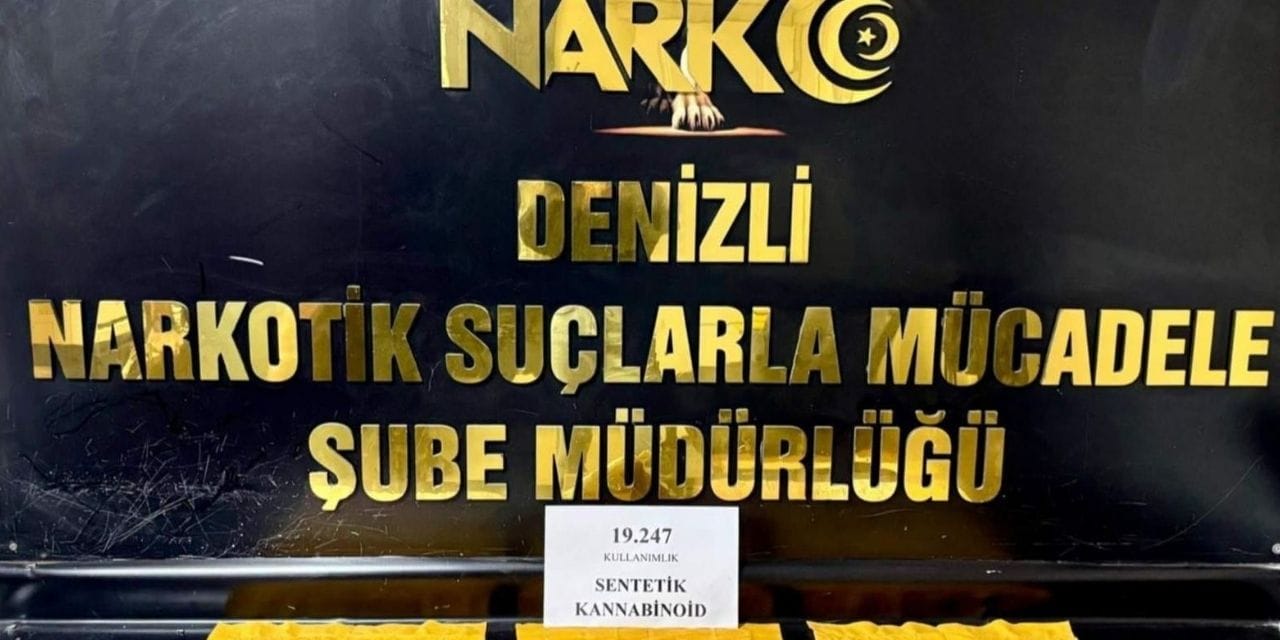 NARKO
DENİZLİ
NARKOTİK SUÇLARLA MÜCADELE
ŞUBE MÜDÜRLÜĞÜ
19.247
KULLANIMLIK
SENTETİK
KANNABİNOİD